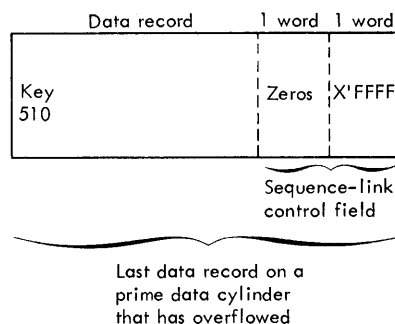 Data record 1 word 1 word
Key
510
Zeros X'FFFF
Sequence-link
control field
Last data record on a
prime data cylinder
that has overflowed